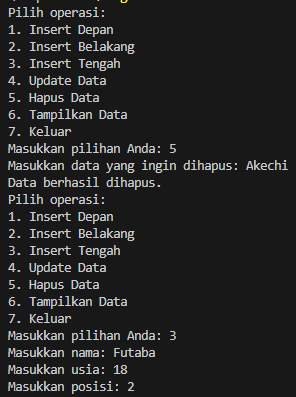 Pilih operasi:
1. Insert Depan
2. Insert Belakang
3. Insert Tengah
4. Update Data
5. Hapus Data
6. Tampilkan Data
7. Keluar
Masukkan pilihan Anda: 5
Masukkan data yang ingin dihapus: Akechi
Data berhasil dihapus.
Pilih operasi:
1. Insert Depan
2. Insert Belakang
3. Insert Tengah
4. Update Data
5. Hapus Data
6. Tampilkan Data
7. Keluar
Masukkan pilihan Anda: 3
Masukkan nama: Futaba
Masukkan usia: 18
Masukkan posisi: 2